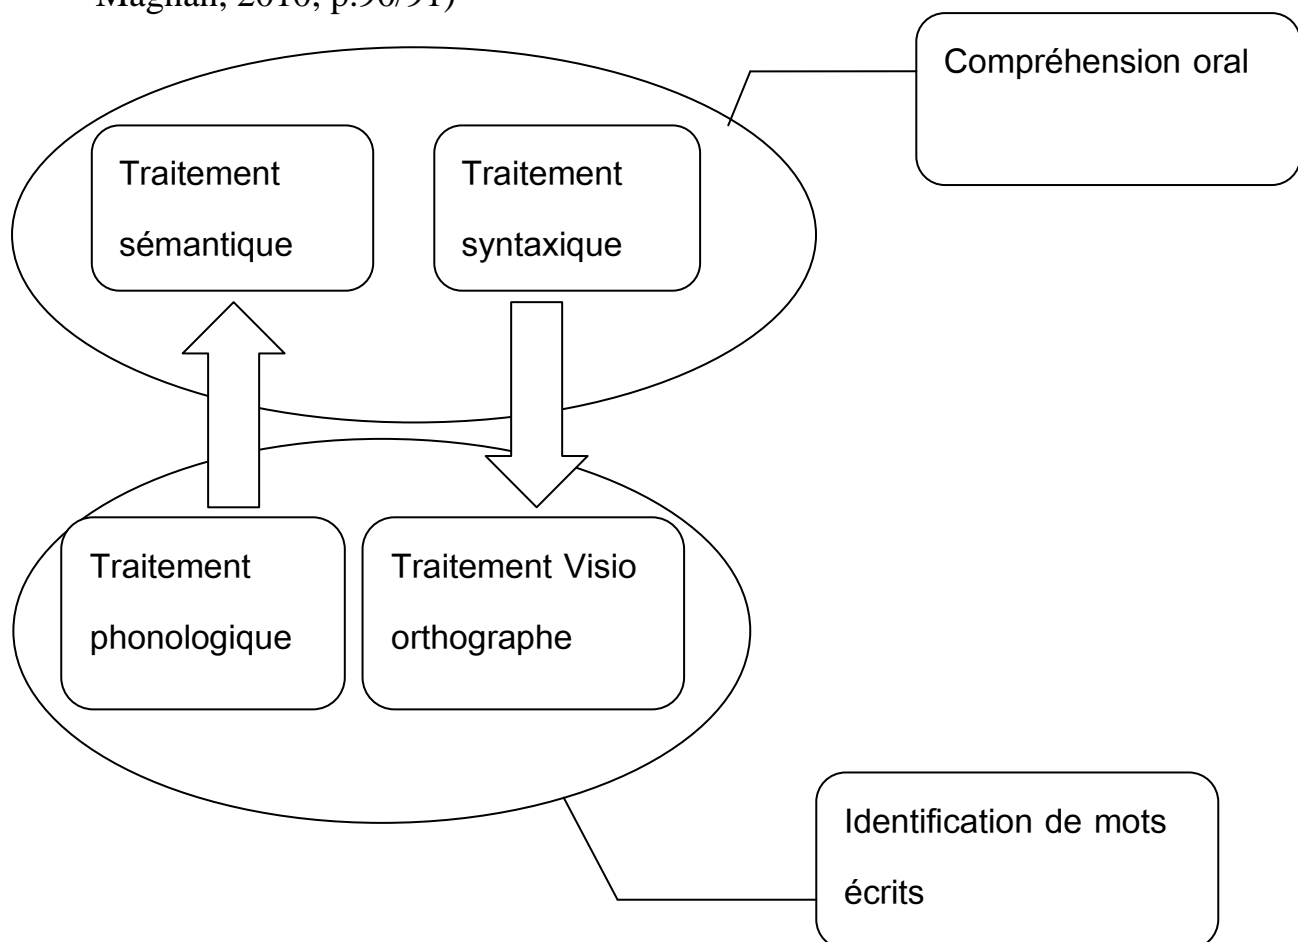 Magnan, 2010, p.90/91)
Compréhension oral
Traitement
sémantique
Traitement
syntaxique
Traitement
phonologique
Traitement Visio
orthographe
Identification de mots
écrits